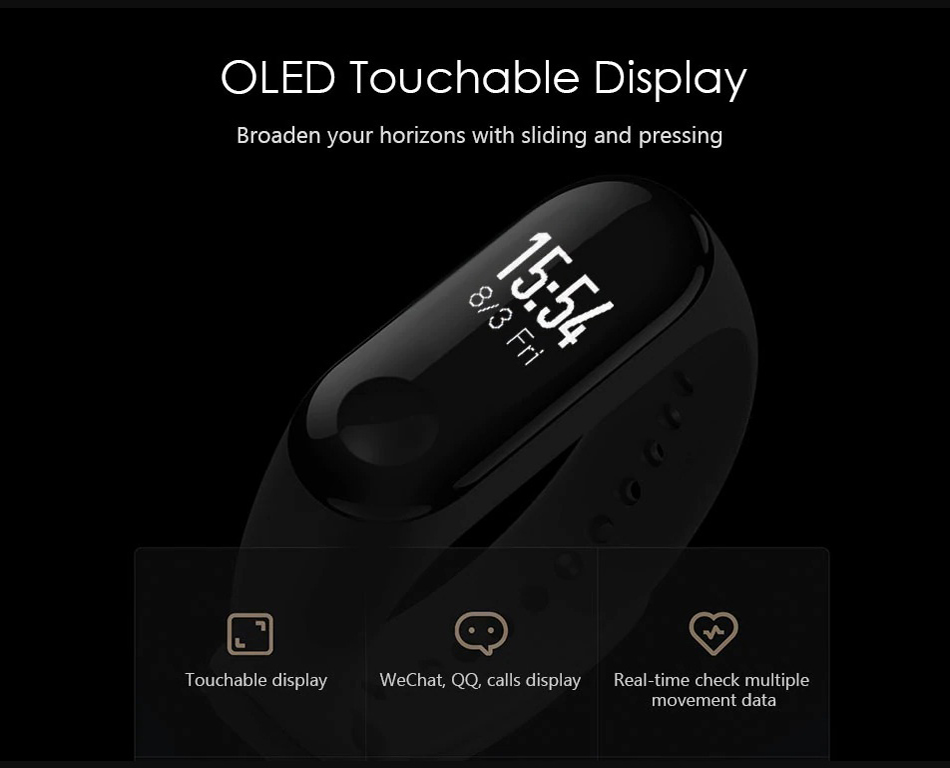 OLED Touchable Display
Broaden your horizons with sliding and pressing
15:54
8/3 Fri
Touchable display
WeChat, QQ, calls display
Real-time check multiple
movement data